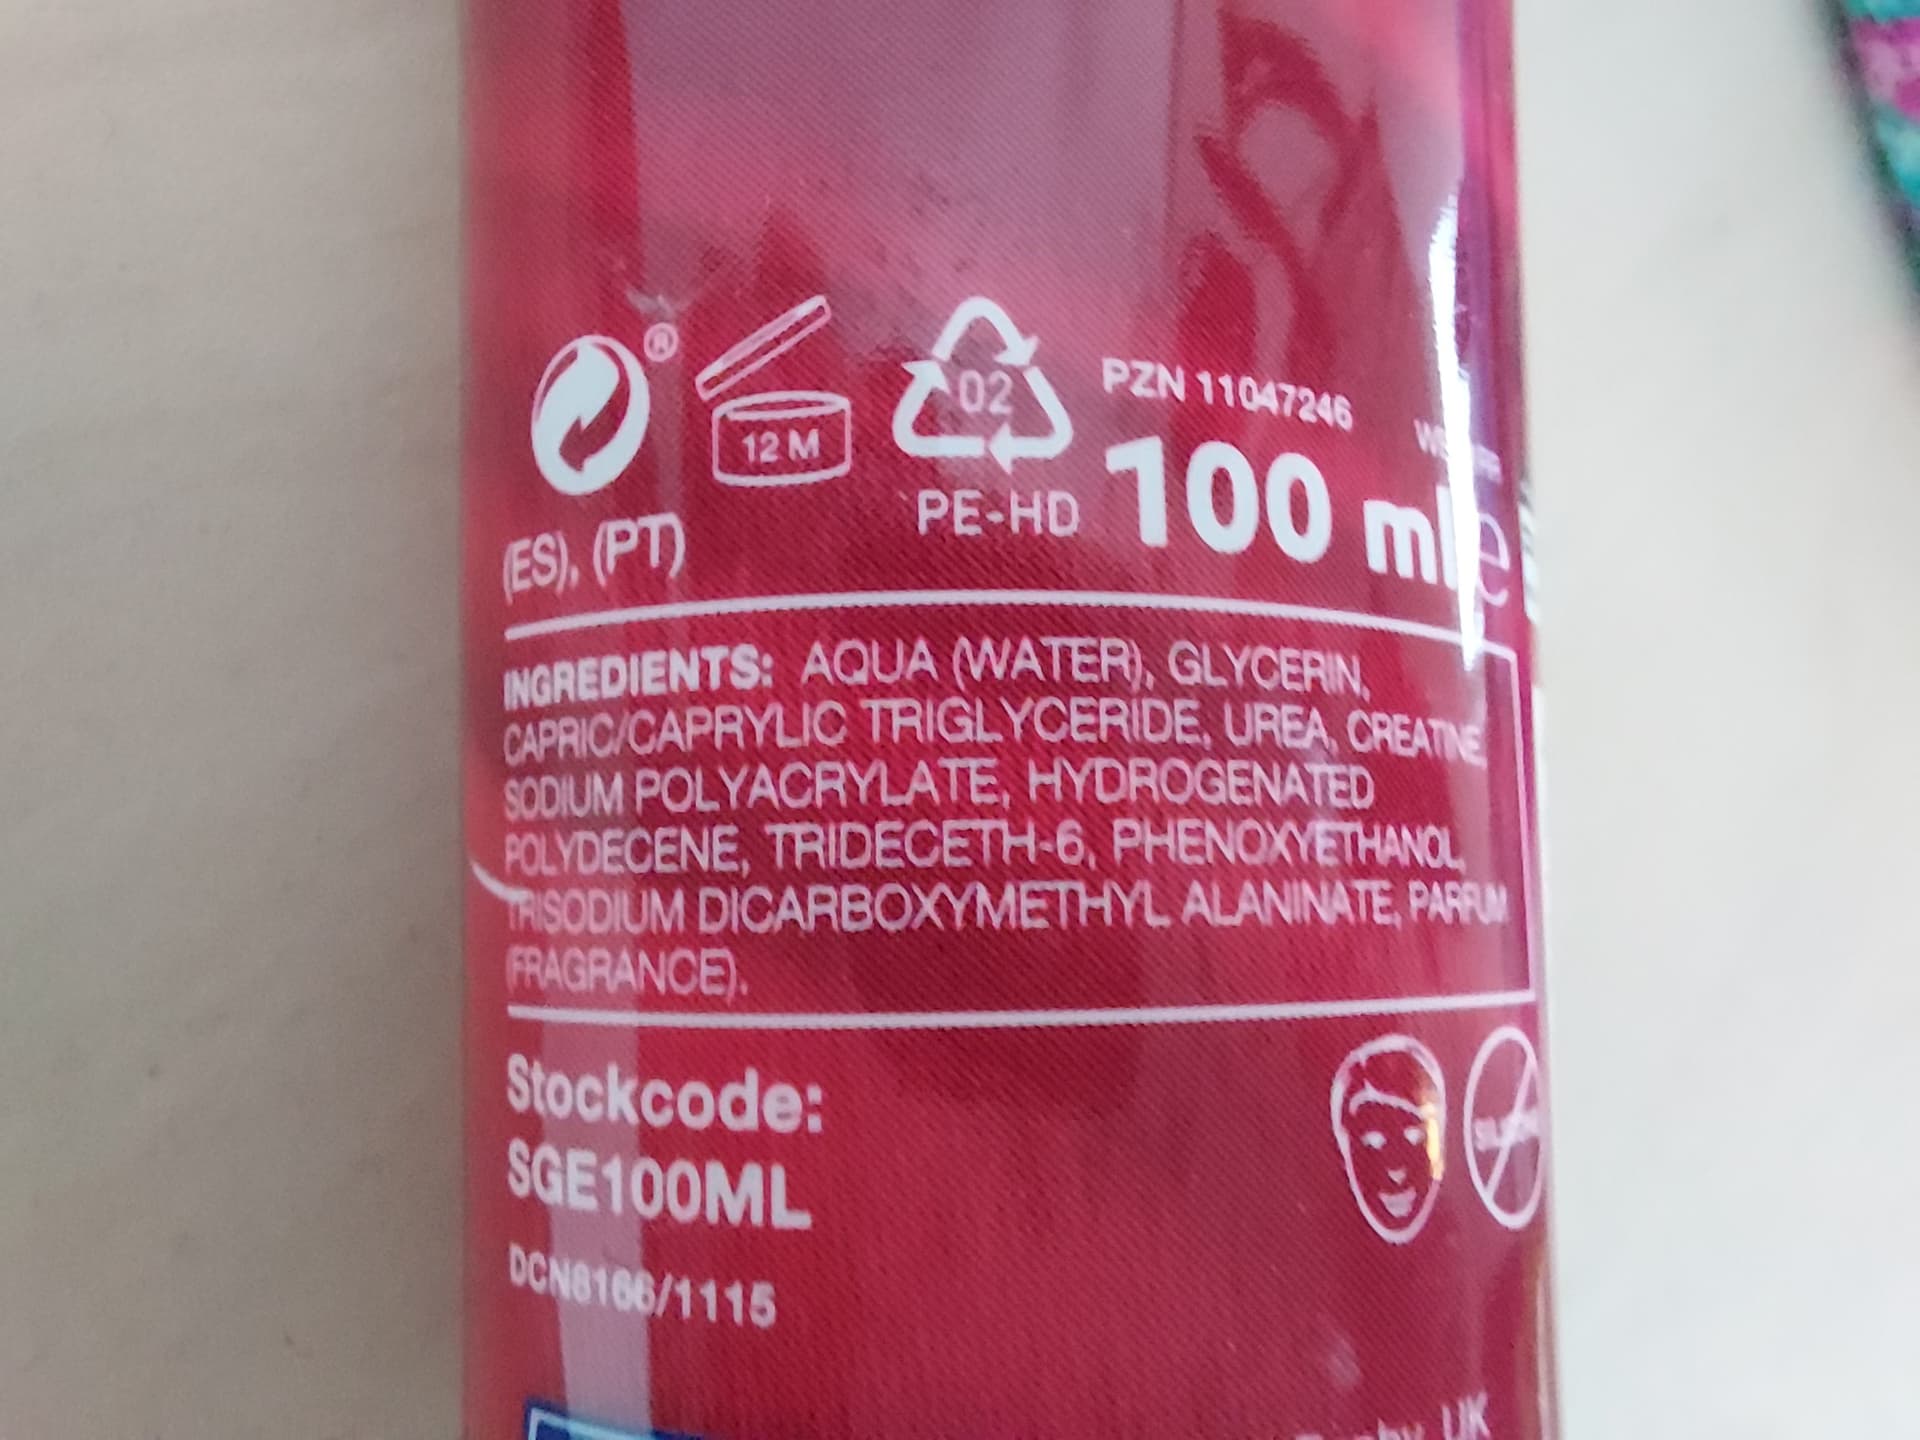 ®
12 M
02
PE-HD
PZN 11047246
100 ml e
(ES), (PT)
INGREDIENTS: AQUA (WATER), GLYCERIN,
CAPRIC/CAPRYLIC TRIGLYCERIDE, UREA, CREATINE
SODIUM POLYACRYLATE, HYDROGENATED
POLYDECENE, TRIDECETH-6, PHENOXYETHANOL,
TRISODIUM DICARBOXYMETHYL ALANINATE, PARFUM
(FRAGRANCE).
Stockcode:
SGE100ML
DCN8166/1115
UK